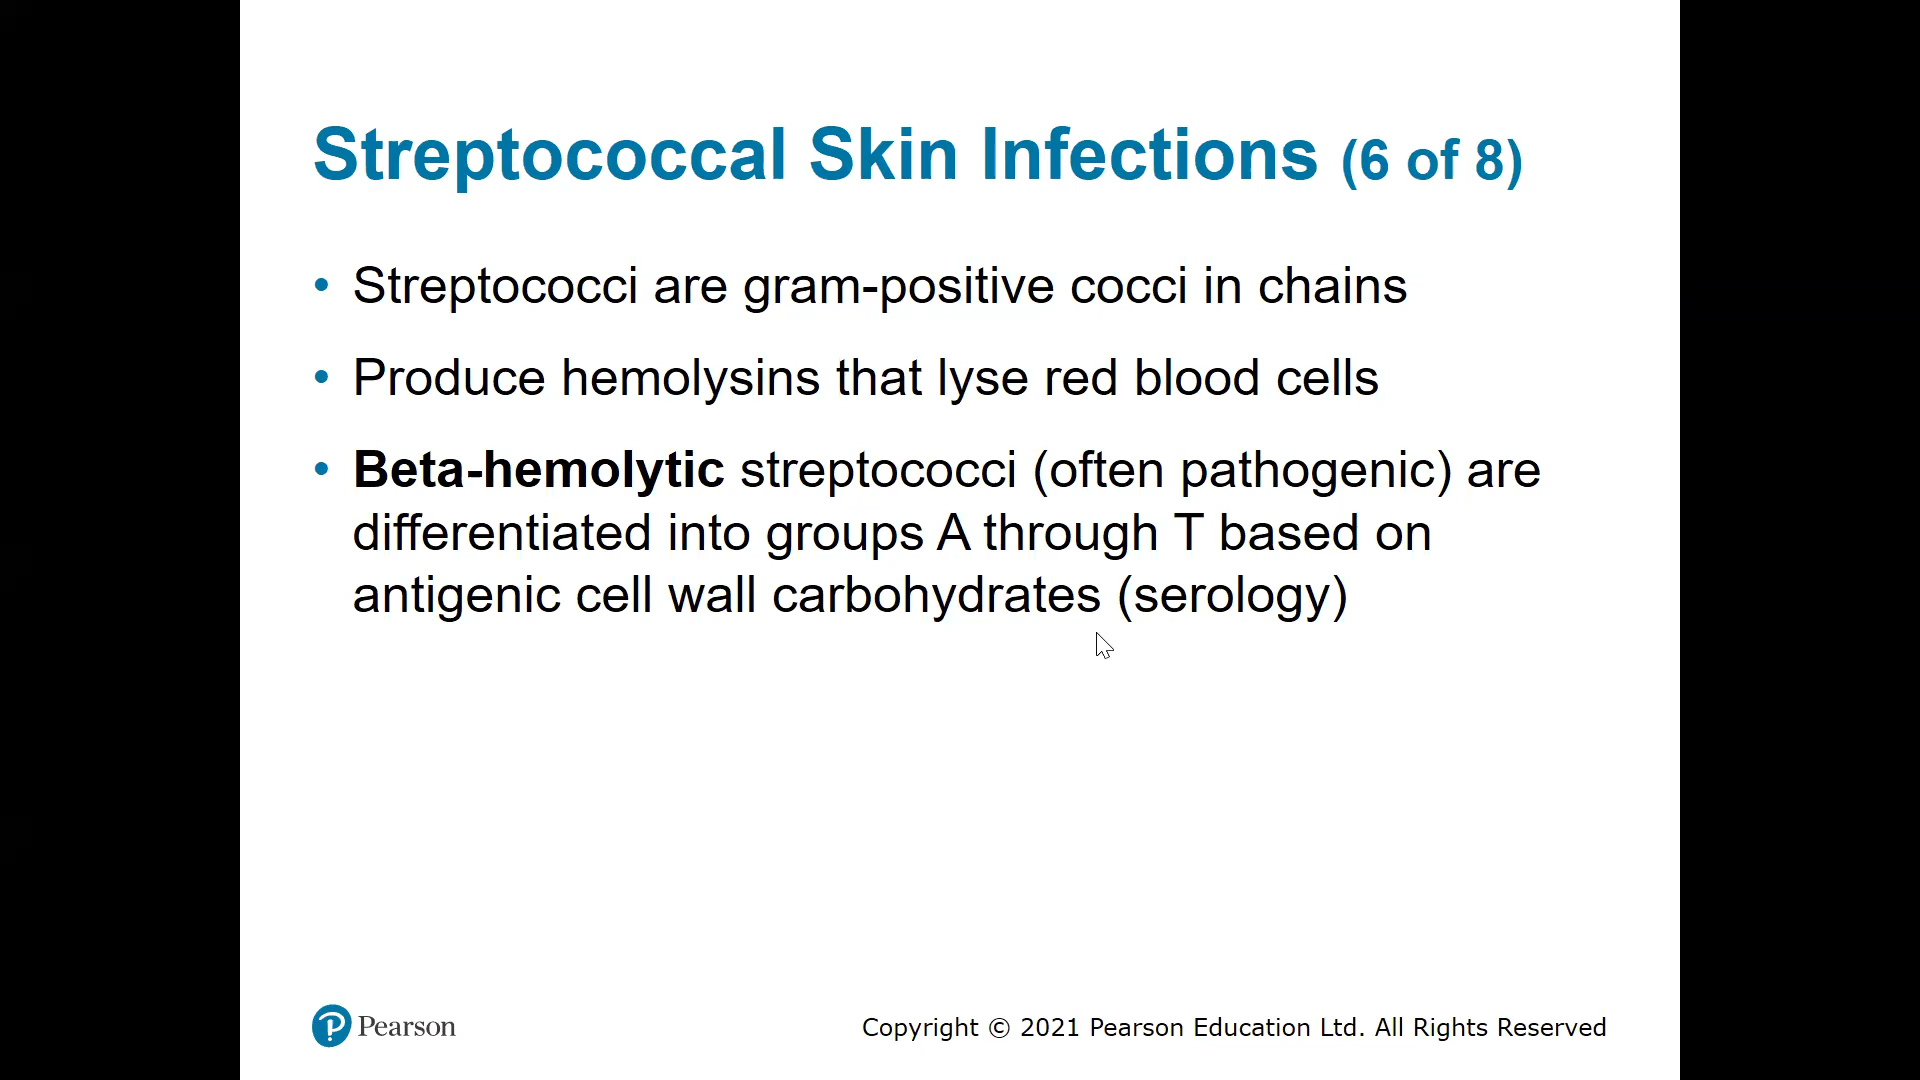 Streptococcal Skin Infections (6 of 8)
• Streptococci are gram-positive cocci in chains
• Produce hemolysins that lyse red blood cells
• Beta-hemolytic streptococci (often pathogenic) are
differentiated into groups A through T based on
antigenic cell wall carbohydrates (serology)
Pearson
Copyright © 2021 Pearson Education Ltd. All Rights Reserved